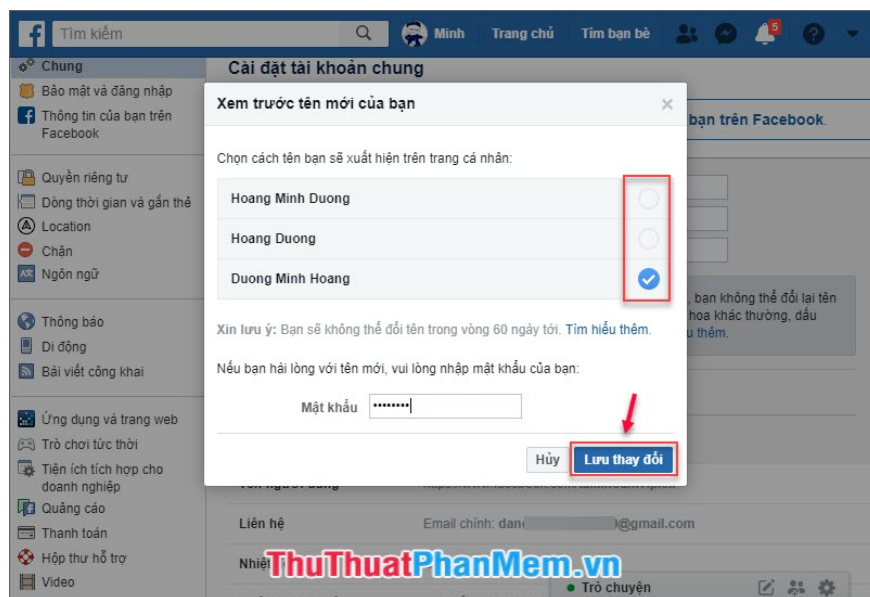 f
Tìm kiếm
Minh
Trang chủ
Tìm bạn bè
5
Chung
Bảo mật và đăng nhập
Thông tin của bạn trên
Facebook
Quyền riêng tư
Dòng thời gian và gắn thẻ
Location
Chặn
Ngôn ngữ
Thông báo
Di động
Bài viết công khai
Ứng dụng và trang web
Trò chơi tức thời
Tiện ích tích hợp cho
doanh nghiệp
Quảng cáo
Thanh toán
Hộp thư hỗ trợ
Video
Cài đặt tài khoản chung
bạn trên Facebook.
Xem trước tên mới của bạn
Chọn cách tên bạn sẽ xuất hiện trên trang cá nhân:
Hoang Minh Duong
Hoang Duong
Duong Minh Hoang
Xin lưu ý: Bạn sẽ không thể đổi tên trong vòng 60 ngày tới. Tìm hiểu thêm.
Nếu bạn hài lòng với tên mới, vui lòng nhập mật khẩu của bạn:
Mật khẩu ••••••••
Hủy
Lưu thay đổi
, bạn không thể đổi lại tên
hoa khác thường, dấu
u thêm.
Liên hệ
Email chính: dan
@gmail.com
Nhiệt
ThuThuatPhanMem.vn
Trò chuyện